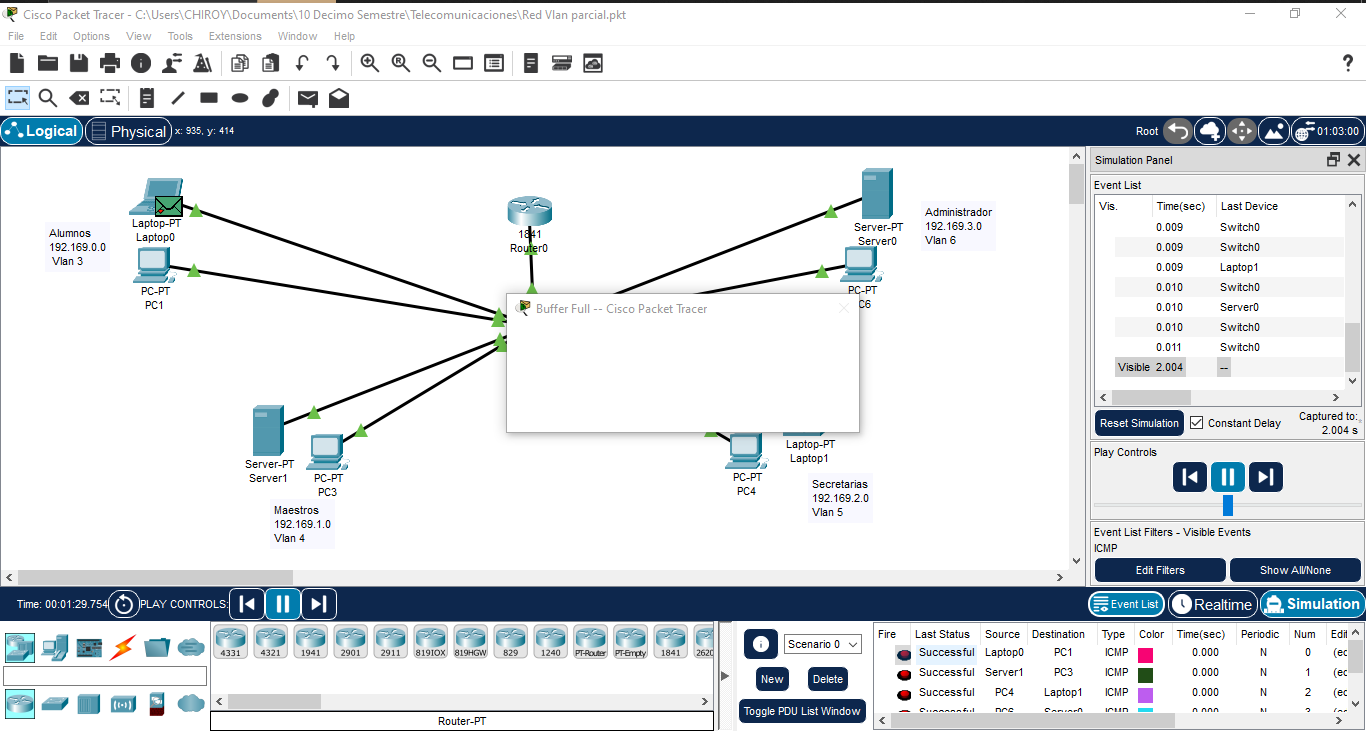 Cisco Packet Tracer - C:\Users\CHIROY\Documents\10 Decimo Semestre\Telecomunicaciones\Red Vlan parcial.pkt
File Edit Options View Tools Extensions Window Help
Logical Physical x: 935, y: 414 Root 01:03:00
Laptop-PT
Laptop0
Alumnos
192.169.0.0
Vlan 3
PC-PT
PC1
1841
Router0
Server-PT
Server0
Administrador
192.169.3.0
Vlan 6
PC-PT
C6
Buffer Full -- Cisco Packet Tracer
Server-PT
Server1
PC-PT
PC3
Maestros
192.169.1.0
Vlan 4
PC-PT
PC4
Laptop-PT
Laptop1
Secretarias
192.169.2.0
Vlan 5
Simulation Panel
Event List
Vis. Time(sec) Last Device
0.009 Switch0
0.009 Switch0
0.009 Laptop1
0.010 Switch0
0.010 Server0
0.010 Switch0
0.011 Switch0
Visible 2.004 --
Reset Simulation Constant Delay Captured to:
2.004 s
Play Controls
Event List Filters - Visible Events
ICMP
Edit Filters Show All/None
Time: 00:01:29.754 PLAY CONTROLS: Event List Realtime Simulation
4331 4321 1941 2901 2911 819IOX 819HGW 829 1240 PT-Router PT-Empty 1841 2620
Router-PT
Scenario 0
New Delete
Toggle PDU List Window
Fire Last Status Source Destination Type Color Time(sec) Periodic Num Edit
Successful Laptop0 PC1 ICMP 0.000 N 0 (ec
Successful Server1 PC3 ICMP 0.000 N 1 (ec
Successful PC4 Laptop1 ICMP 0.000 N 2 (ec
Successful PC6 Server0 ICMP 0.000 N 3 (ec